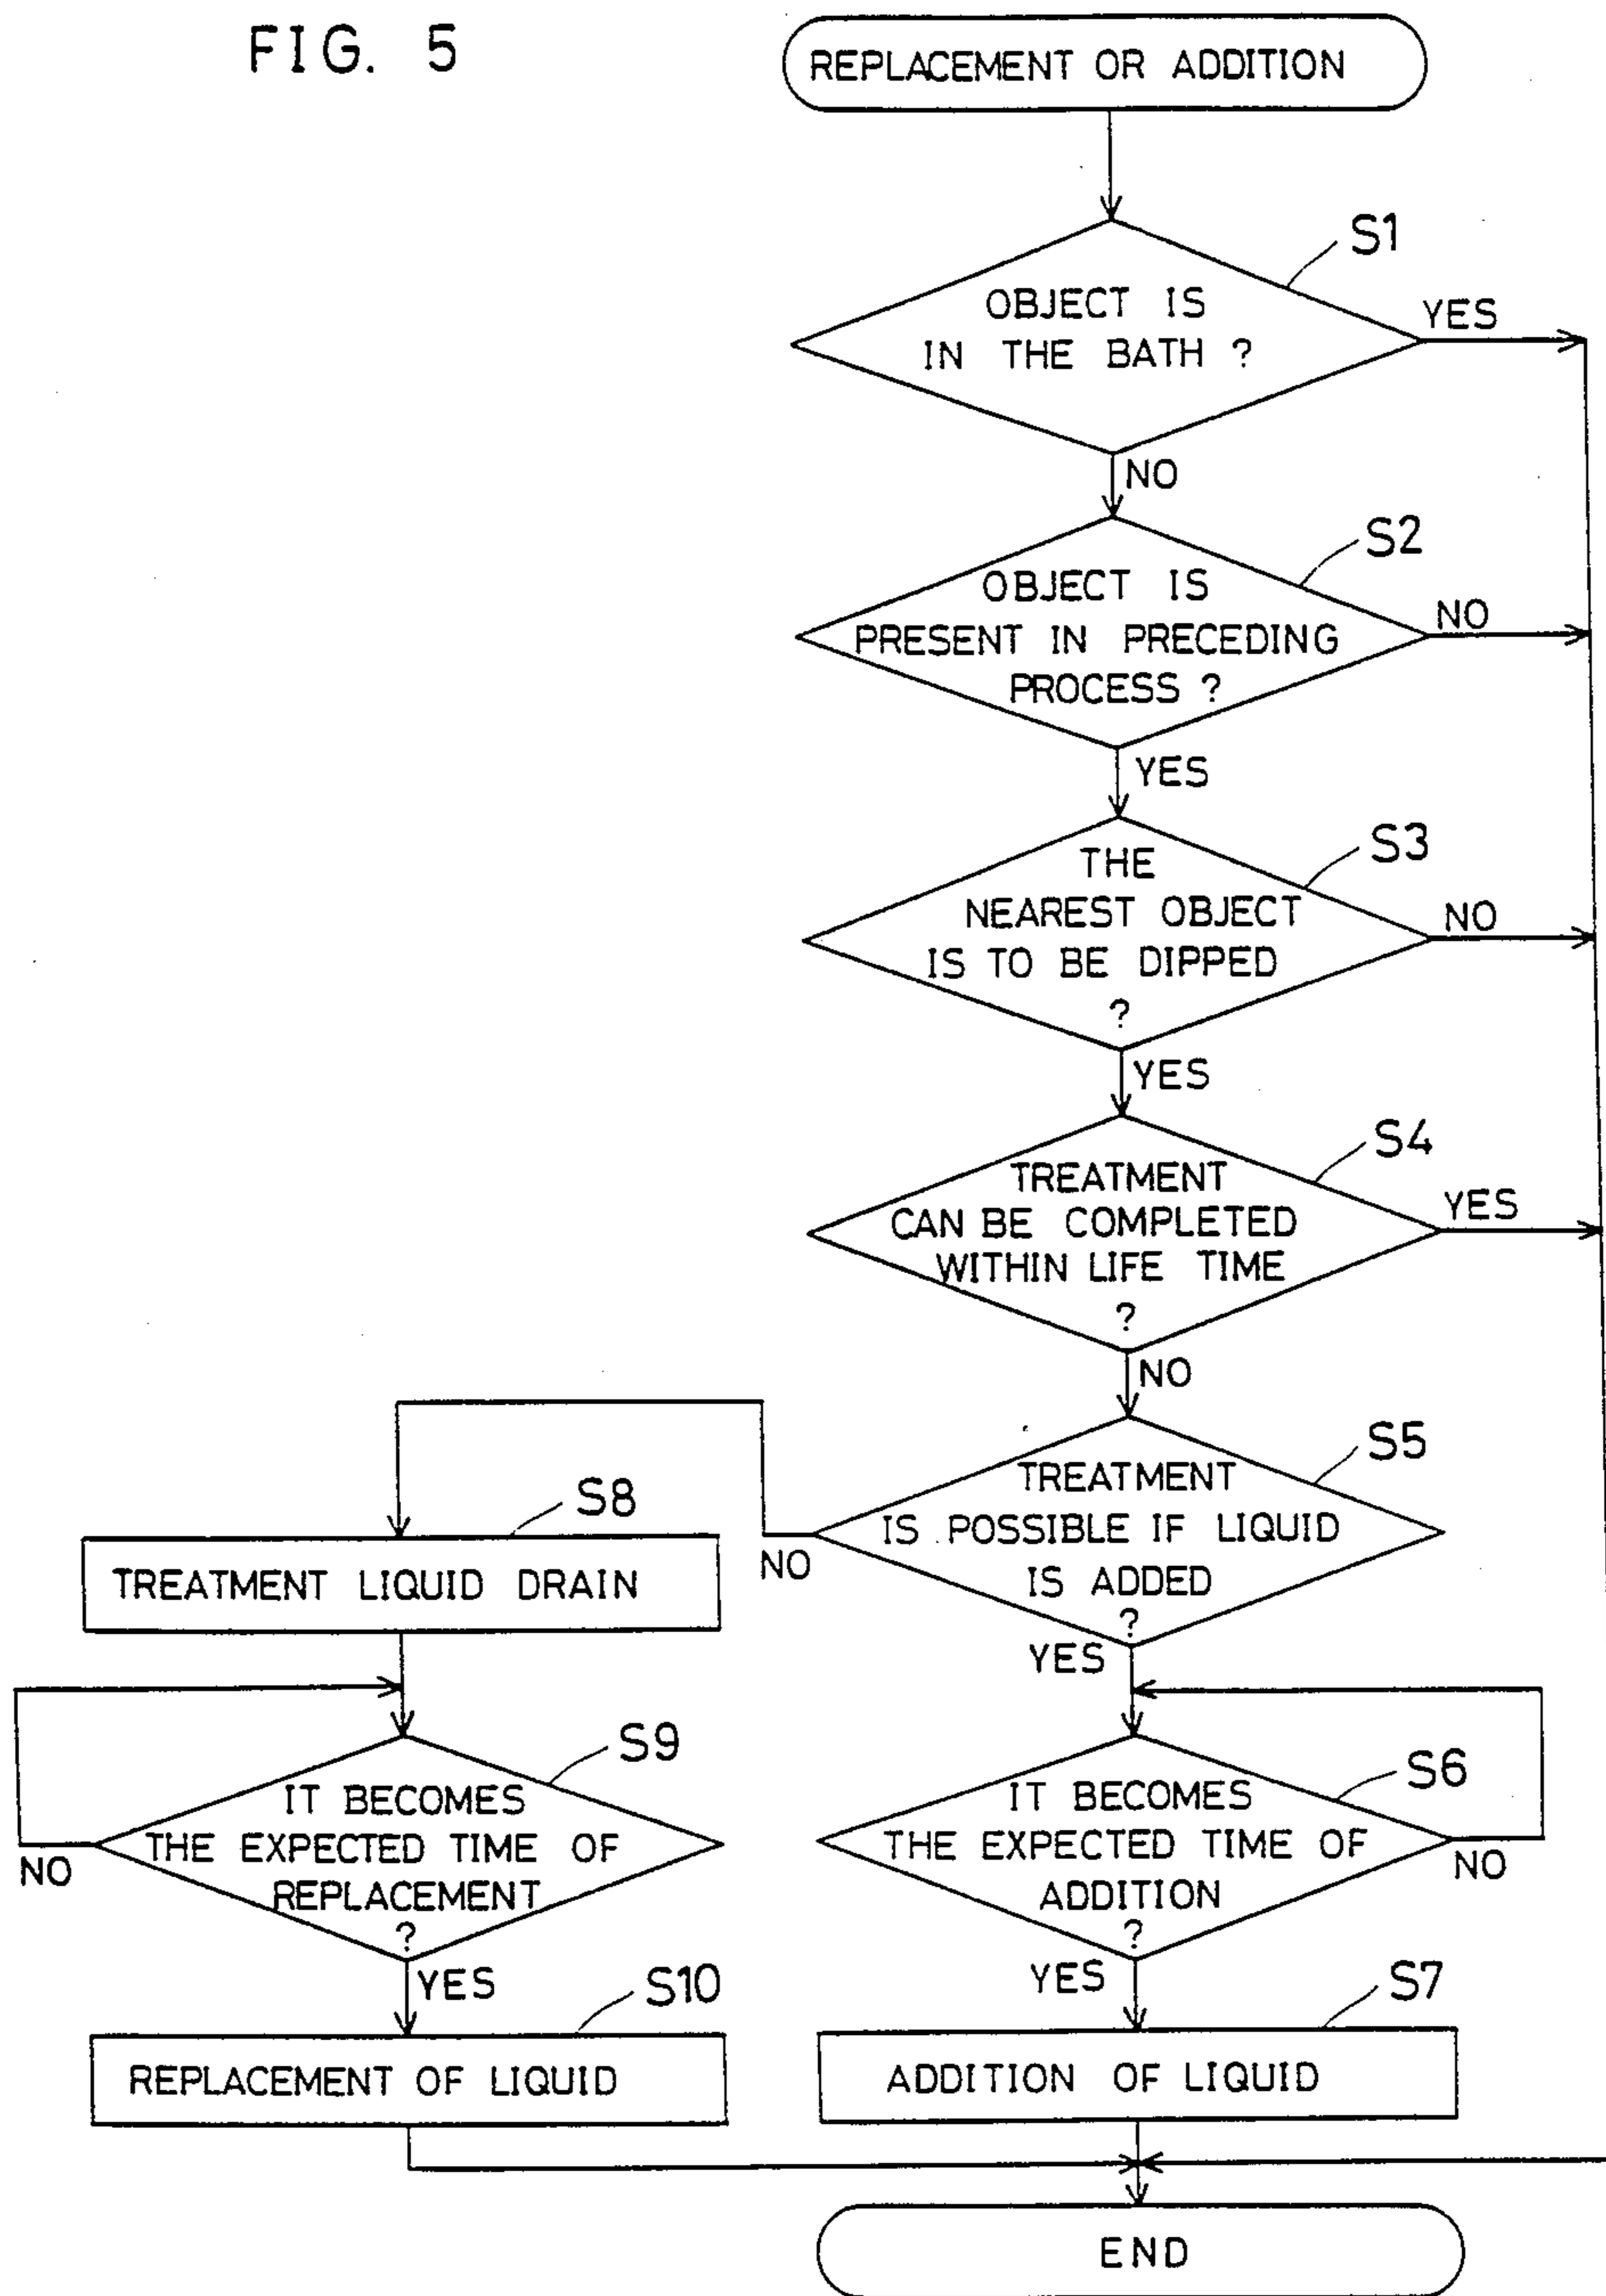 FIG. 5
REPLACEMENT OR ADDITION
S1
OBJECT IS
IN THE BATH ?
YES
NO
S2
OBJECT IS
PRESENT IN PRECEDING
PROCESS ?
NO
YES
S3
THE
NEAREST OBJECT
IS TO BE DIPPED
?
NO
YES
S4
TREATMENT
CAN BE COMPLETED
WITHIN LIFE TIME
?
YES
NO
S5
TREATMENT
IS POSSIBLE IF LIQUID
IS ADDED
?
NO
YES
S8
TREATMENT LIQUID DRAIN
S9
IT BECOMES
THE EXPECTED TIME OF
REPLACEMENT
?
NO
YES
S6
IT BECOMES
THE EXPECTED TIME OF
ADDITION
?
NO
YES
S10
REPLACEMENT OF LIQUID
S7
ADDITION OF LIQUID
END